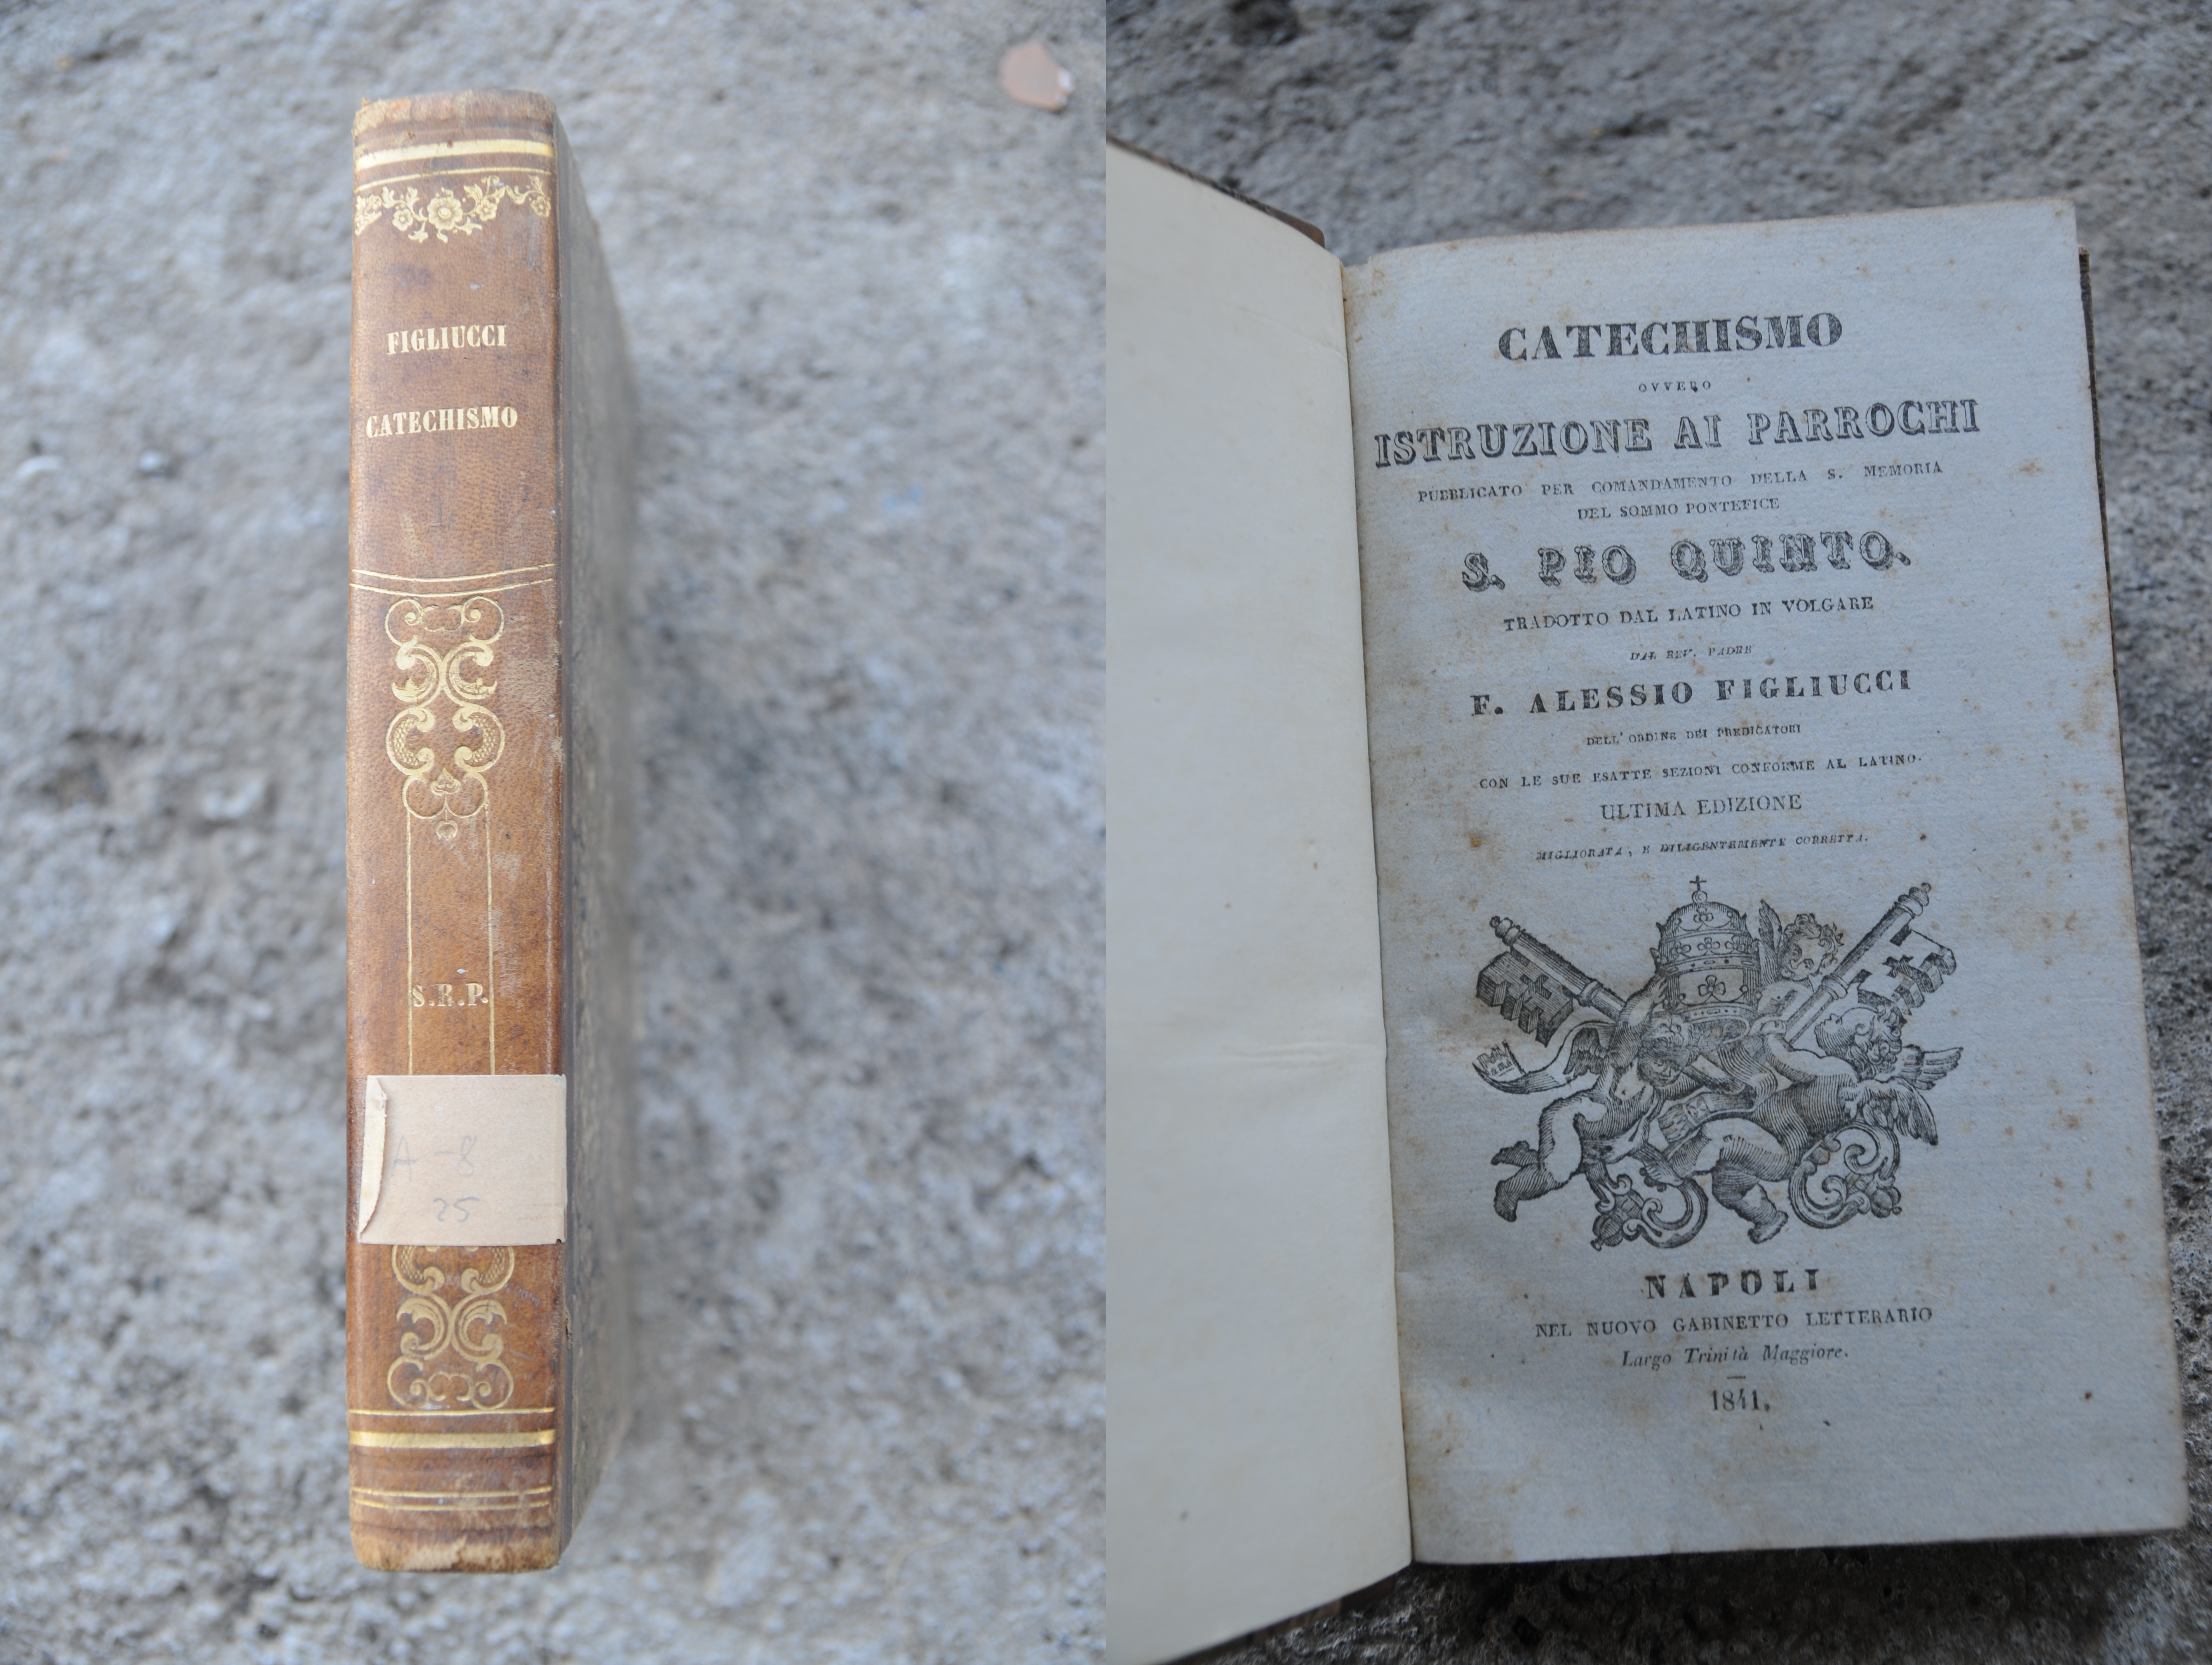 FIGLIUCCI
CATECHISMO
S.R.P.
A-8
25
CATECHISMO
OVVERO
ISTRUZIONE AI PARROCHI
PUBBLICATO PER COMANDAMENTO DELLA S. MEMORIA
DEL SOMMO PONTEFICE
S. PIO QUINTO.
TRADOTTO DAL LATINO IN VOLGARE
DAL REV. PADRE
F. ALESSIO FIGLIUCCI
DELL' ORDINE DEI PREDICATORI
CON LE SUE ESATTE SEZIONI CONFORME AL LATINO.
ULTIMA EDIZIONE
MIGLIORATA, E DILIGENTEMENTE CORRETTA.
NAPOLI
NEL NUOVO GABINETTO LETTERARIO
Largo Trinità Maggiore.
1841.